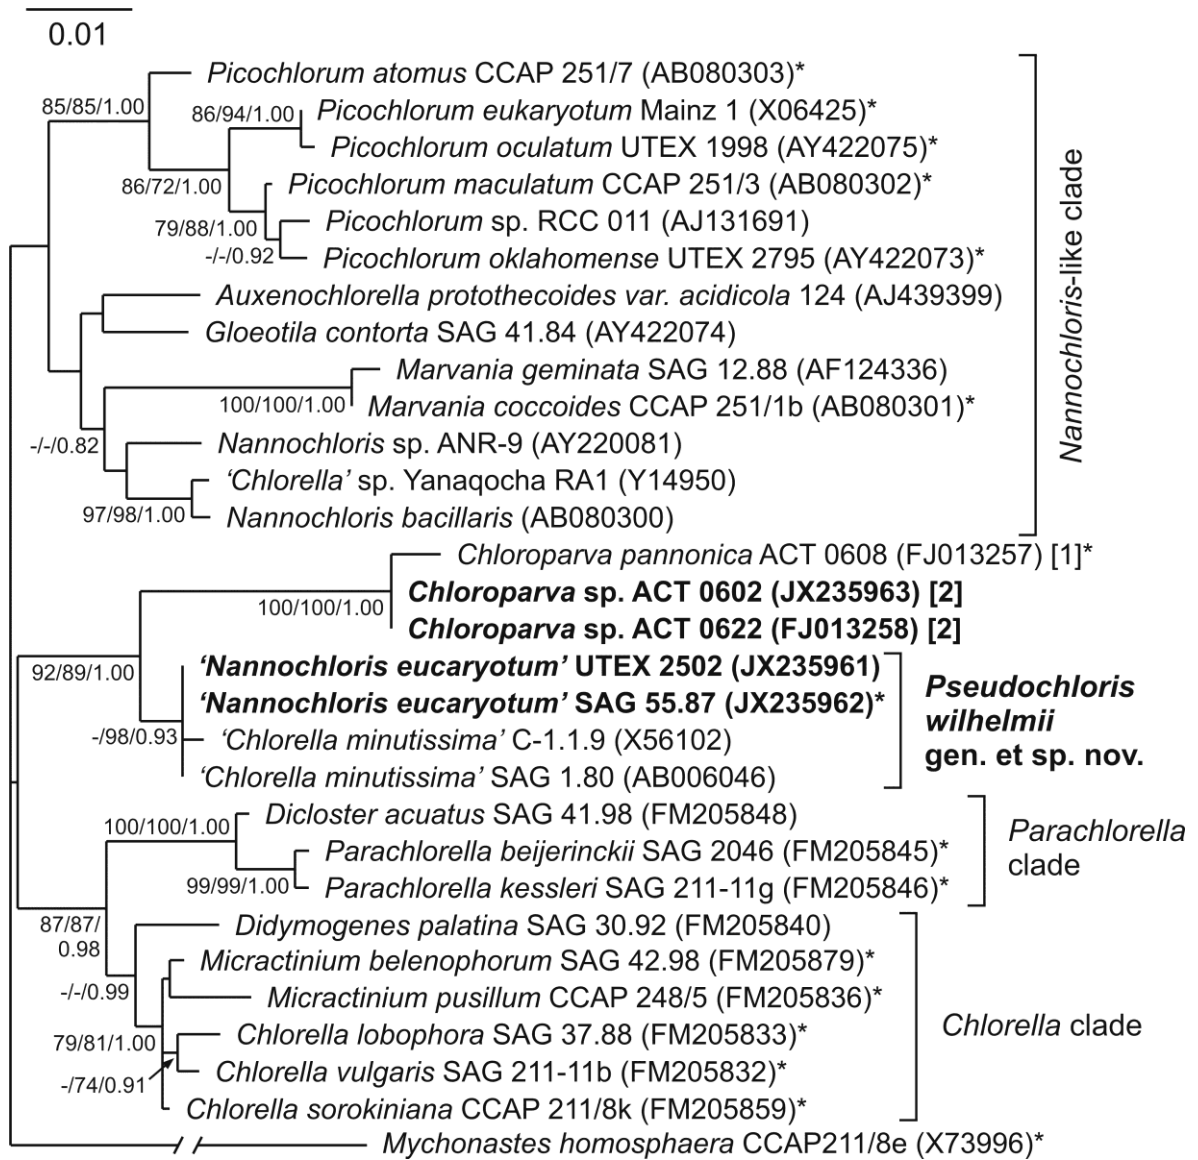 0.01
Picochlorum atomus CCAP 251/7 (AB080303)*
85/85/1.00
86/94/1.00
Picochlorum eukaryotum Mainz 1 (X06425)*
Picochlorum oculatum UTEX 1998 (AY422075)*
86/72/1.00
Picochlorum maculatum CCAP 251/3 (AB080302)*
79/88/1.00
Picochlorum sp. RCC 011 (AJ131691)
-/-/0.92
Picochlorum oklahomense UTEX 2795 (AY422073)*
Auxenochlorella protothecoides var. acidicola 124 (AJ439399)
Gloeotila contorta SAG 41.84 (AY422074)
Marvania geminata SAG 12.88 (AF124336)
100/100/1.00
Marvania coccoides CCAP 251/1b (AB080301)*
-/-/0.82
Nannochloris sp. ANR-9 (AY220081)
‘Chlorella’ sp. Yanaqocha RA1 (Y14950)
97/98/1.00
Nannochloris bacillaris (AB080300)
Nannochloris-like clade
Chloroparva pannonica ACT 0608 (FJ013257) [1]*
100/100/1.00
Chloroparva sp. ACT 0602 (JX235963) [2]
Chloroparva sp. ACT 0622 (FJ013258) [2]
92/89/1.00
‘Nannochloris eucaryotum’ UTEX 2502 (JX235961)
‘Nannochloris eucaryotum’ SAG 55.87 (JX235962)*
-/98/0.93
‘Chlorella minutissima’ C-1.1.9 (X56102)
‘Chlorella minutissima’ SAG 1.80 (AB006046)
Pseudochloris
wilhelmii
gen. et sp. nov.
Dicloster acuatus SAG 41.98 (FM205848)
100/100/1.00
Parachlorella beijerinckii SAG 2046 (FM205845)*
99/99/1.00
Parachlorella kessleri SAG 211-11g (FM205846)*
Parachlorella
clade
87/87/
0.98
Didymogenes palatina SAG 30.92 (FM205840)
Micractinium belenophorum SAG 42.98 (FM205879)*
-/-/0.99
Micractinium pusillum CCAP 248/5 (FM205836)*
79/81/1.00
Chlorella lobophora SAG 37.88 (FM205833)*
-/74/0.91
Chlorella vulgaris SAG 211-11b (FM205832)*
Chlorella sorokiniana CCAP 211/8k (FM205859)*
Chlorella clade
Mychonastes homosphaera CCAP211/8e (X73996)*